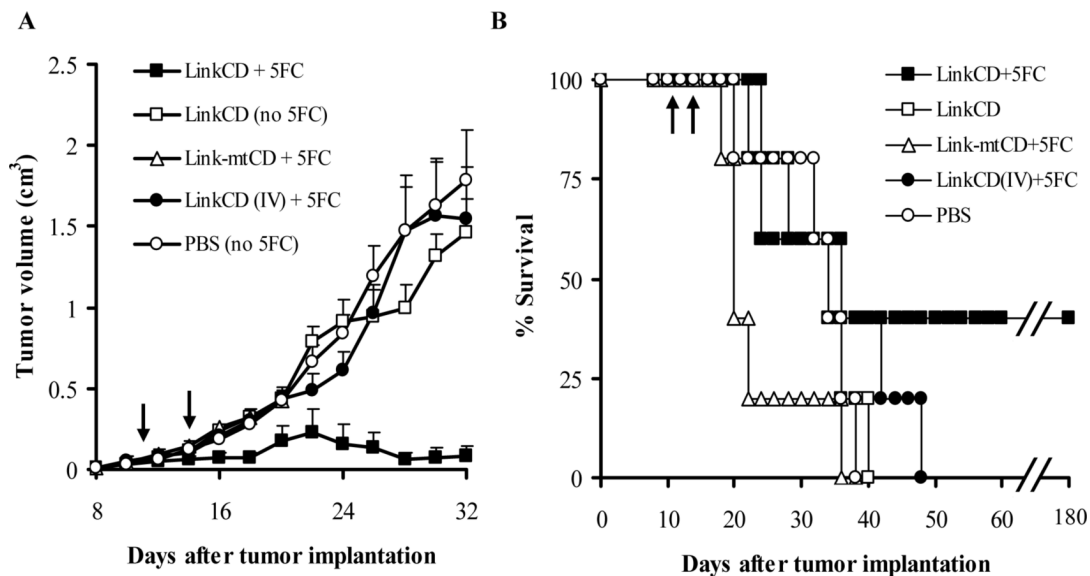 A
Tumor volume (cm³)
2.5
2
1.5
1
0.5
0
LinkCD + 5FC
LinkCD (no 5FC)
Link-mtCD + 5FC
LinkCD (IV) + 5FC
PBS (no 5FC)
8 16 24 32
Days after tumor implantation
B
% Survival
100
75
50
25
0
LinkCD+5FC
LinkCD
Link-mtCD+5FC
LinkCD(IV)+5FC
PBS
0 10 20 30 40 50 60 180
Days after tumor implantation